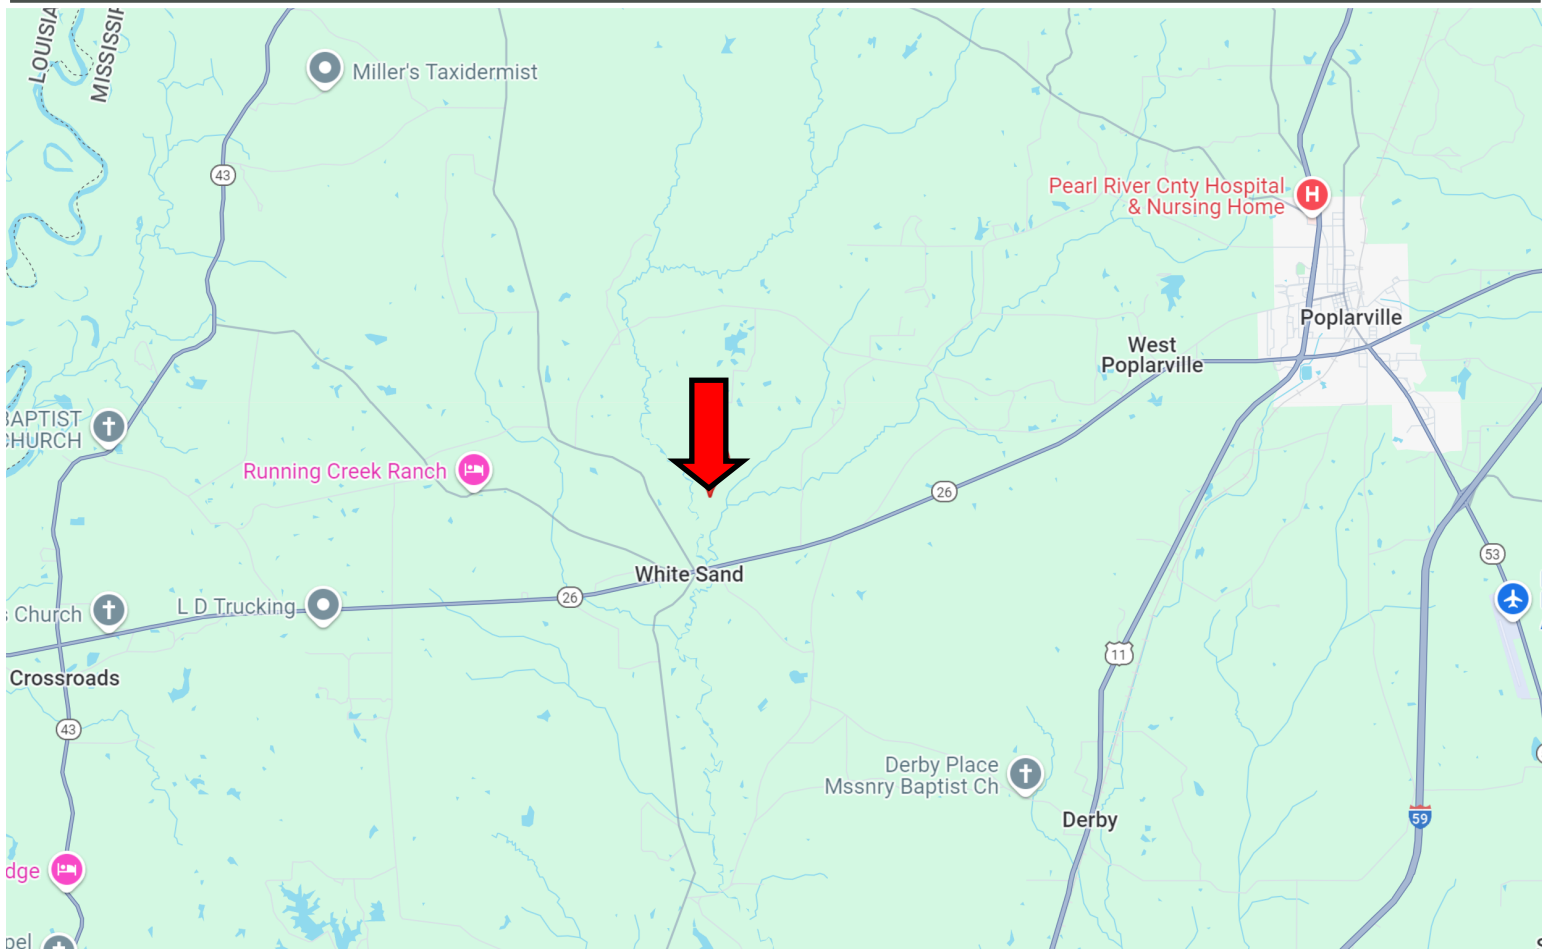 LOUISIA
MISSISSIP
Miller's Taxidermist
43
Pearl River Cnty Hospital
& Nursing Home
H
Poplarville
West
Poplarville
BAPTIST
CHURCH
Running Creek Ranch
26
53
White Sand
26
L D Trucking
s Church
11
Crossroads
43
Derby Place
Mssnry Baptist Ch
Derby
59
dge
pel